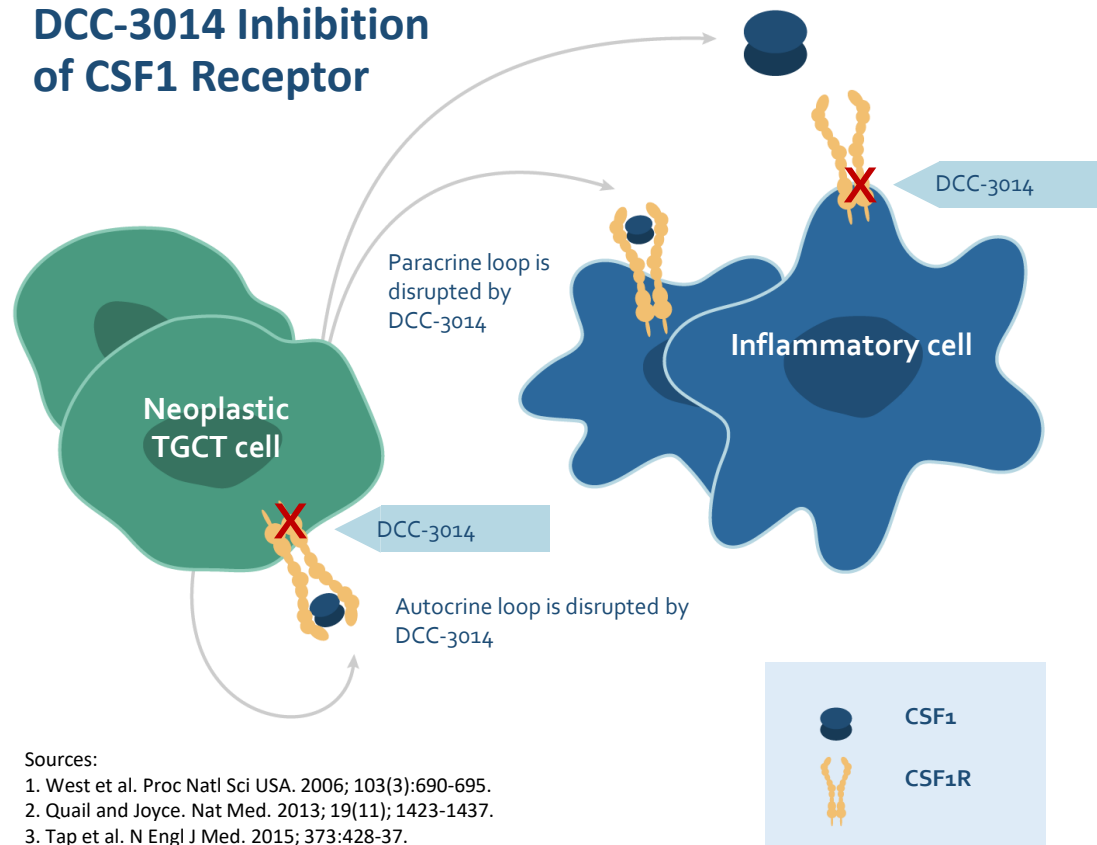 DCC-3014 Inhibition
of CSF1 Receptor
DCC-3014
Paracrine loop is
disrupted by
DCC-3014
Inflammatory cell
Neoplastic
TGCT cell
X
X
DCC-3014
Autocrine loop is disrupted by
DCC-3014
CSF1
CSF1R
Sources:
1. West et al. Proc Natl Sci USA. 2006; 103(3):690-695.
2. Quail and Joyce. Nat Med. 2013; 19(11); 1423-1437.
3. Tap et al. N Engl J Med. 2015; 373:428-37.